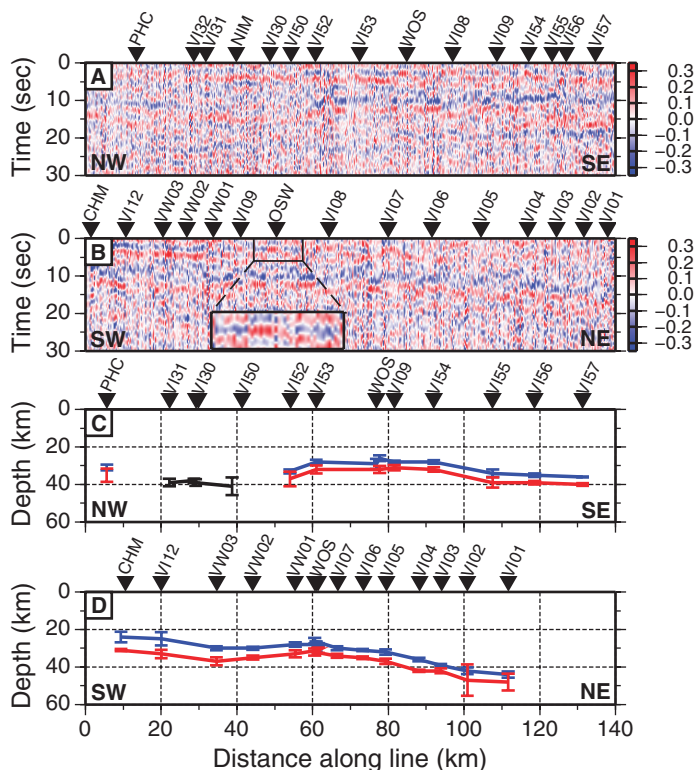 PHC VI32 VI31 NIM VI30 VI50 VI52 VI53 WOS VI08 VI09 VI54 VI55 VI56 VI57
0
10
20
30
Time (sec)
A
NW
SE
0.3
0.2
0.1
0.0
−0.1
−0.2
−0.3
CHM VI12 VW03 VW02 VW01 VI09 OSW VI08 VI07 VI06 VI05 VI04 VI03 VI02 VI01
0
10
20
30
Time (sec)
B
SW
NE
0.3
0.2
0.1
0.0
−0.1
−0.2
−0.3
PHC VI31 VI30 VI50 VI52 VI53 WOS VI09 VI54 VI55 VI56 VI57
0
20
40
60
Depth (km)
C
NW
SE
CHM VI12 VW03 VW02 VW01 WOS VI07 VI06 VI05 VI04 VI03 VI02 VI01
0
20
40
60
Depth (km)
D
SW
NE
0 20 40 60 80 100 120 140
Distance along line (km)